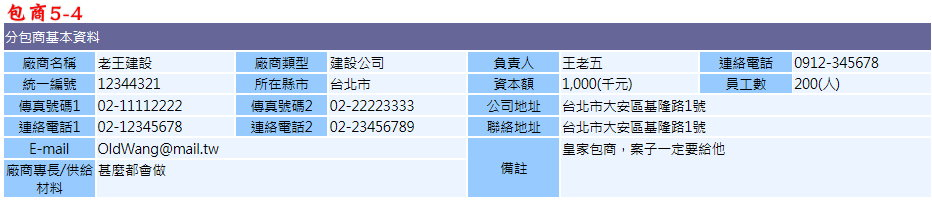 包商5-4
分包商基本資料
廠商名稱 老王建設 廠商類型 建設公司 負責人 王老五 連絡電話 0912-345678
統一編號 12344321 所在縣市 台北市 資本額 1,000(千元) 員工數 200(人)
傳真號碼1 02-11112222 傳真號碼2 02-22223333 公司地址 台北市大安區基隆路1號
連絡電話1 02-12345678 連絡電話2 02-23456789 聯絡地址 台北市大安區基隆路1號
E-mail OldWang@mail.tw 備註 皇家包商，案子一定要給他
廠商專長/供給 甚麼都會做
材料